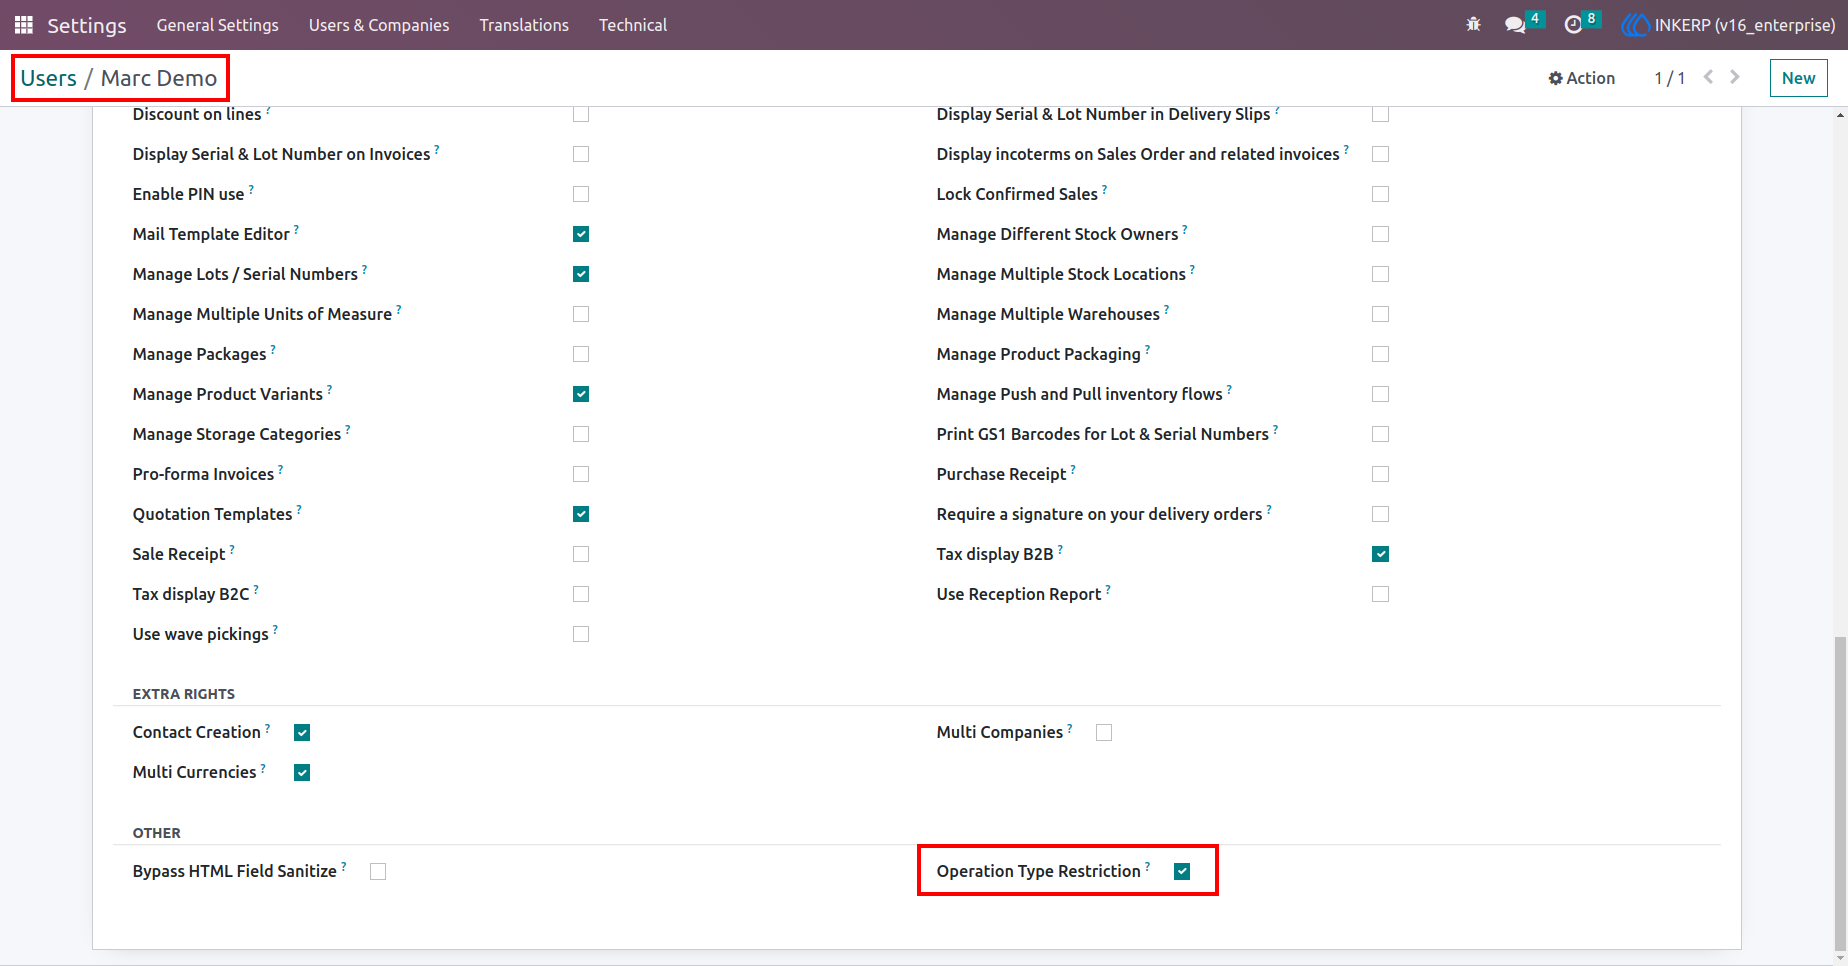 Settings General Settings Users & Companies Translations Technical 4 8 INKERP (v16_enterprise)
Users / Marc Demo Action 1 / 1 New
Discount on lines ? Display Serial & Lot Number in Delivery Slips ?
Display Serial & Lot Number on Invoices ? Display incoterms on Sales Order and related invoices ?
Enable PIN use ? Lock Confirmed Sales ?
Mail Template Editor ? Manage Different Stock Owners ?
Manage Lots / Serial Numbers ? Manage Multiple Stock Locations ?
Manage Multiple Units of Measure ? Manage Multiple Warehouses ?
Manage Packages ? Manage Product Packaging ?
Manage Product Variants ? Manage Push and Pull inventory flows ?
Manage Storage Categories ? Print GS1 Barcodes for Lot & Serial Numbers ?
Pro-forma Invoices ? Purchase Receipt ?
Quotation Templates ? Require a signature on your delivery orders ?
Sale Receipt ? Tax display B2B ?
Tax display B2C ? Use Reception Report ?
Use wave pickings ?
EXTRA RIGHTS
Contact Creation ? Multi Companies ?
Multi Currencies ?
OTHER
Bypass HTML Field Sanitize ? Operation Type Restriction ?